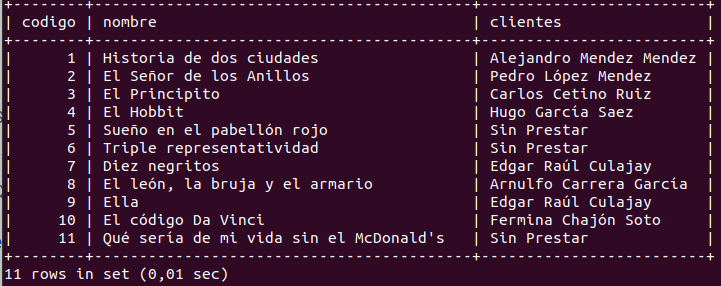 +--------+------------------------------------------+--------------------------+
| codigo | nombre                                   | clientes                 |
+--------+------------------------------------------+--------------------------+
|      1 | Historia de dos ciudades                 | Alejandro Mendez Mendez |
|      2 | El Señor de los Anillos                  | Pedro López Mendez       |
|      3 | El Principito                            | Carlos Cetino Ruiz       |
|      4 | El Hobbit                                | Hugo García Saez         |
|      5 | Sueño en el pabellón rojo                | Sin Prestar              |
|      6 | Triple representatividad                 | Sin Prestar              |
|      7 | Diez negritos                            | Edgar Raúl Culajay       |
|      8 | El león, la bruja y el armario           | Arnulfo Carrera García   |
|      9 | Ella                                     | Edgar Raúl Culajay       |
|     10 | El código Da Vinci                       | Fermina Chajón Soto      |
|     11 | Qué sería de mi vida sin el McDonald's   | Sin Prestar              |
+--------+------------------------------------------+--------------------------+
11 rows in set (0,01 sec)